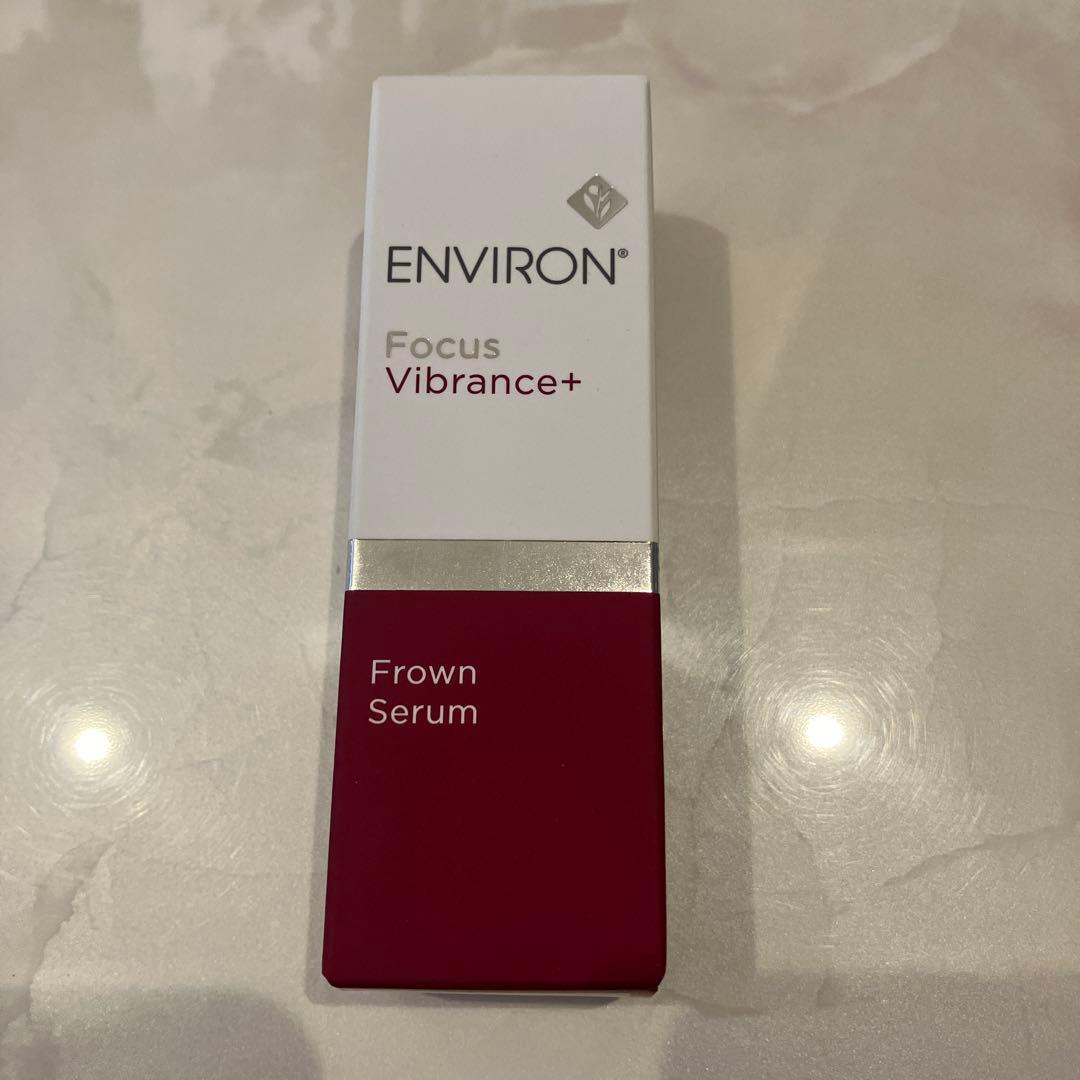 ENVIRON®
Focus
Vibrance+
Frown
Serum